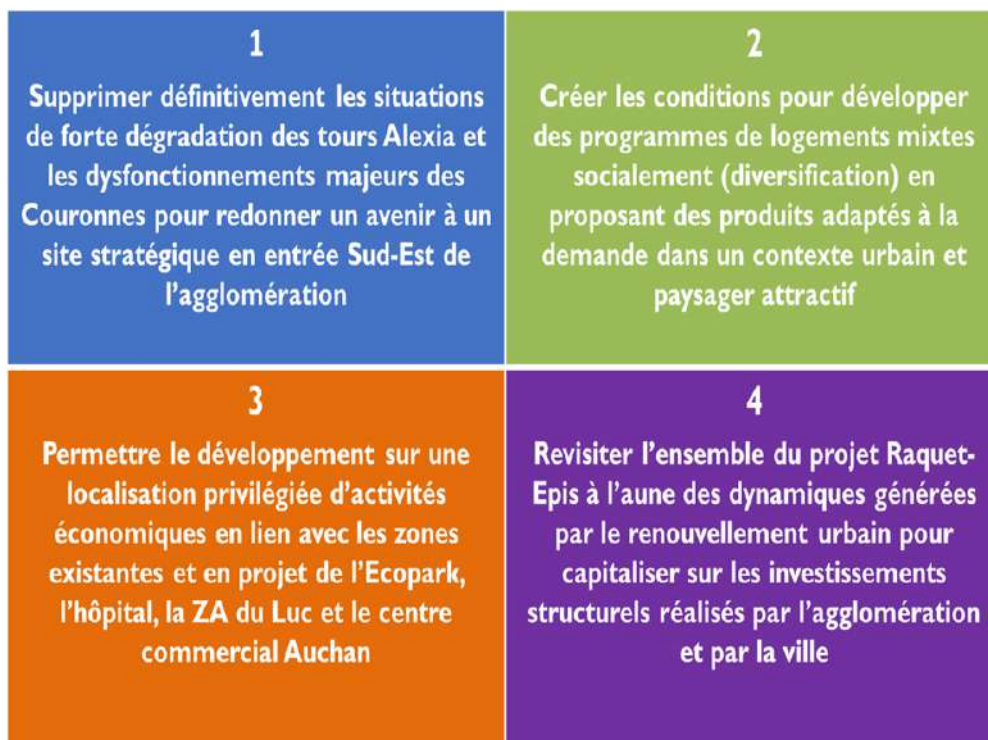 1
Supprimer définitivement les situations
de forte dégradation des tours Alexia et
les dysfonctionnements majeurs des
Couronnes pour redonner un avenir à un
site stratégique en entrée Sud-Est de
l'agglomération
2
Créer les conditions pour développer
des programmes de logements mixtes
socialement (diversification) en
proposant des produits adaptés à la
demande dans un contexte urbain et
paysager attractif
3
Permettre le développement sur une
localisation privilégiée d'activités
économiques en lien avec les zones
existantes et en projet de l'Ecopark,
l'hôpital, la ZA du Luc et le centre
commercial Auchan
4
Revisiter l'ensemble du projet Raquet-
Epis à l'aune des dynamiques générées
par le renouvellement urbain pour
capitaliser sur les investissements
structurels réalisés par l'agglomération
et par la ville